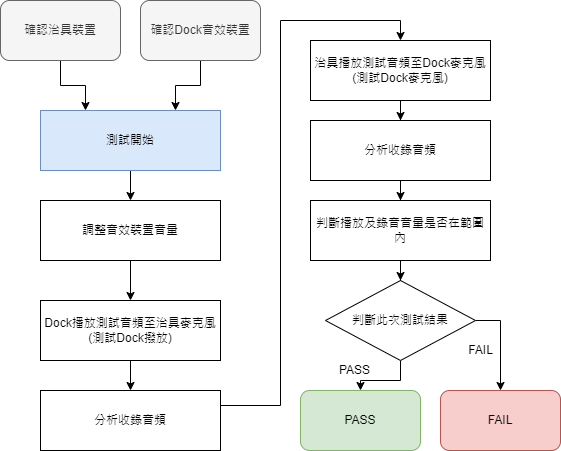 確認治具裝置
確認Dock音效裝置
測試開始
調整音效裝置音量
Dock播放測試音頻至治具麥克風
(測試Dock撥放)
分析收錄音頻
治具播放測試音頻至Dock麥克風
(測試Dock麥克風)
分析收錄音頻
判斷播放及錄音音量是否在範圍
內
判斷此次測試結果
PASS
FAIL
PASS
FAIL